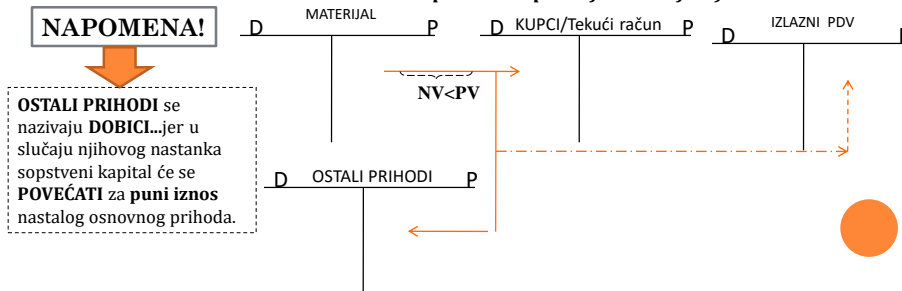 NAPOMENA!
D MATERIJAL P
D KUPCI/Tekući račun P
D IZLAZNI PDV
NV<PV
OSTALI PRIHODI se
nazivaju DOBICI...jer u
slučaju njihovog nastanka
sopstveni kapital će se
POVEĆATI za puni iznos
nastalog osnovnog prihoda.
D OSTALI PRIHODI P